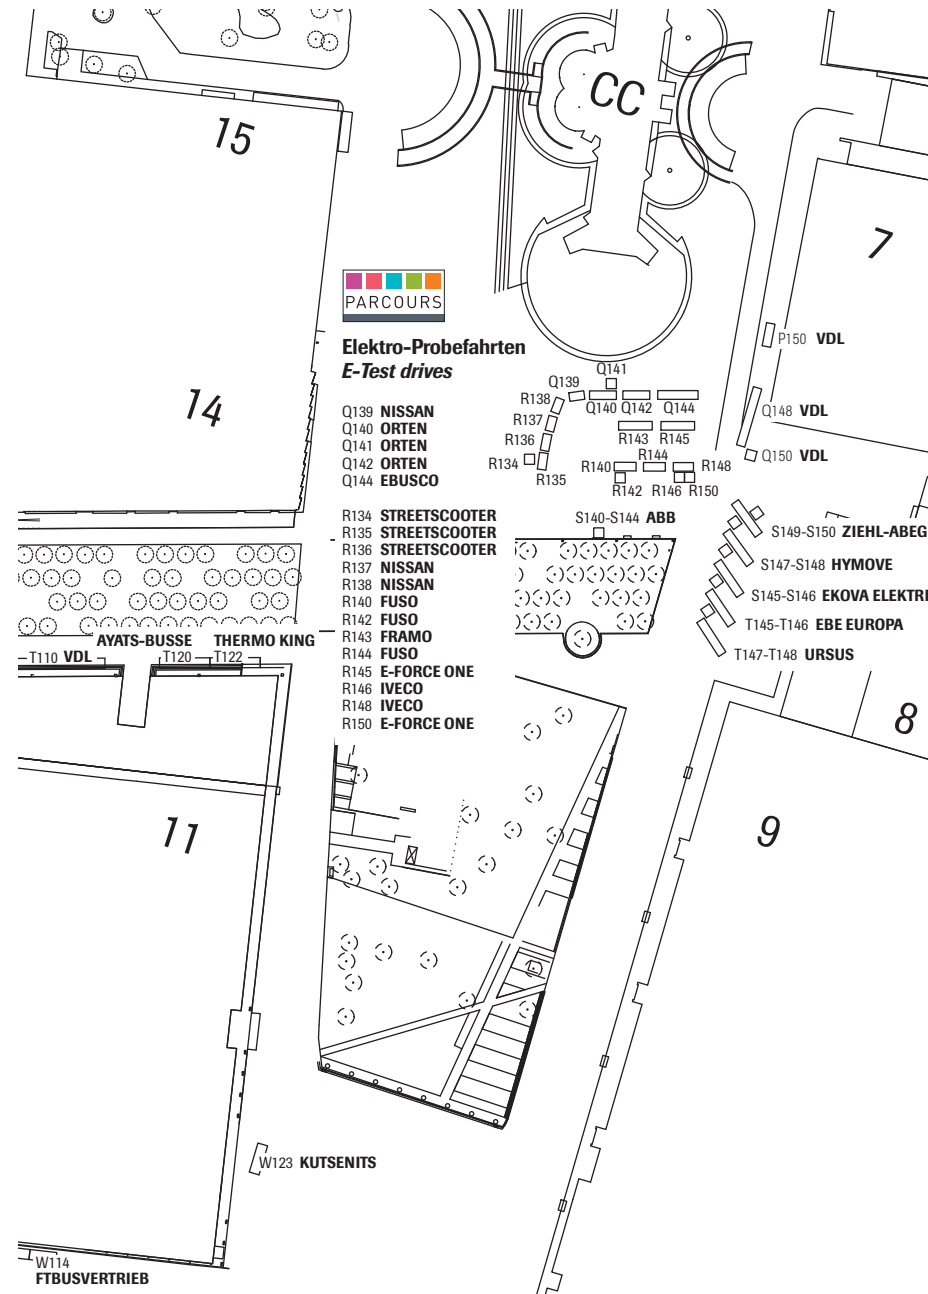 CC
15
7
PARCOURS
P150 VDL
Elektro-Probefahrten
E-Test drives
Q141
Q139
R138
Q140 Q142 Q144
14
Q148 VDL
Q139 NISSAN
Q140 ORTEN
Q141 ORTEN
Q142 ORTEN
Q144 EBUSCO
R137
R136
R134
R135
R143 R145
R144
R140
R148
R142 R146 R150
Q150 VDL
R134 STREETSCOOTER
R135 STREETSCOOTER
R136 STREETSCOOTER
R137 NISSAN
R138 NISSAN
R140 FUSO
R142 FUSO
R143 FRAMO
R144 FUSO
R145 E-FORCE ONE
R146 IVECO
R148 IVECO
R150 E-FORCE ONE
S140-S144 ABB
S149-S150 ZIEHL-ABEG
S147-S148 HYMOVE
S145-S146 EKOVA ELEKTRI
T145-T146 EBE EUROPA
T147-T148 URSUS
AYATS-BUSSE THERMO KING
T110 VDL T120 T122
8
11
9
W123 KUTSENITS
W114
FTBUSVERTRIEB